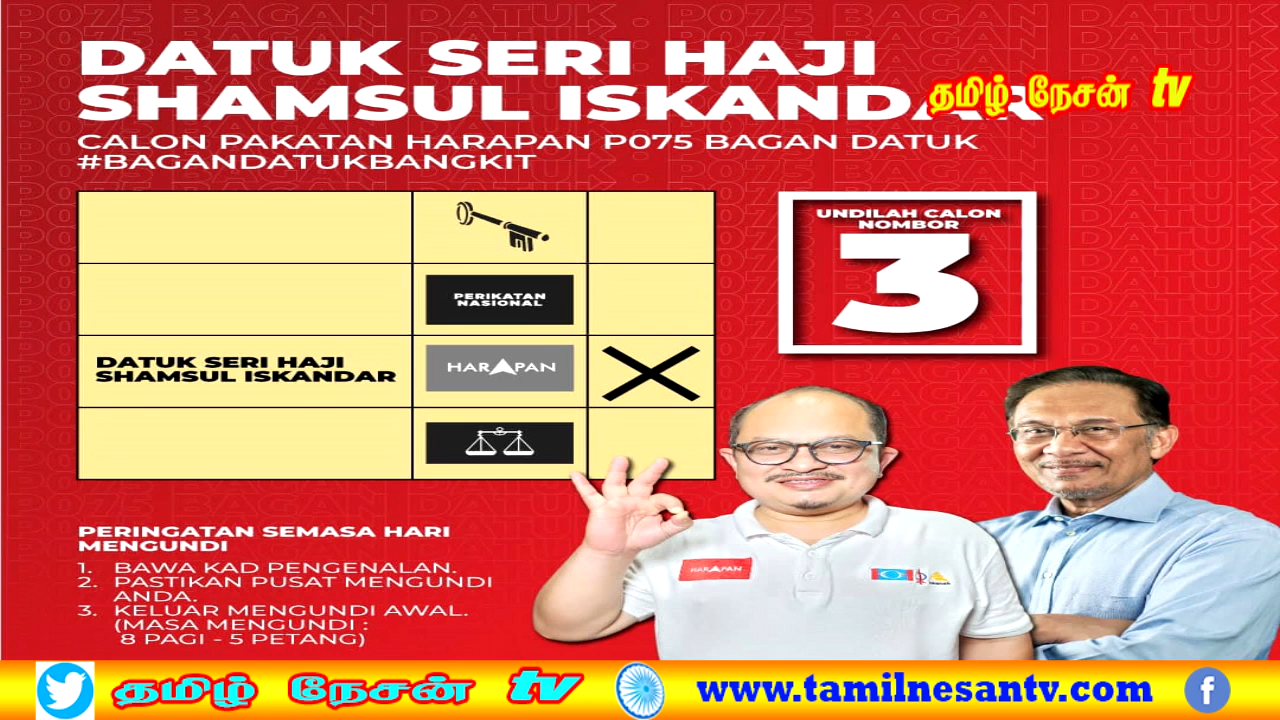 DATUK SERI HAJI
SHAMSUL ISKANDAR
தமிழ் நேசன் tv
CALON PAKATAN HARAPAN P075 BAGAN DATUK
#BAGANDATUKBANGKIT
UNDILAH CALON
NOMBOR
3
PERIKATAN
NASIONAL
DATUK SERI HAJI
SHAMSUL ISKANDAR
HARAPAN
PERINGATAN SEMASA HARI
MENGUNDI
1. BAWA KAD PENGENALAN.
2. PASTIKAN PUSAT MENGUNDI
ANDA.
3. KELUAR MENGUNDI AWAL.
(MASA MENGUNDI :
8 PAGI - 5 PETANG)
HARAPAN
தமிழ் நேசன் tv
www.tamilnesantv.com